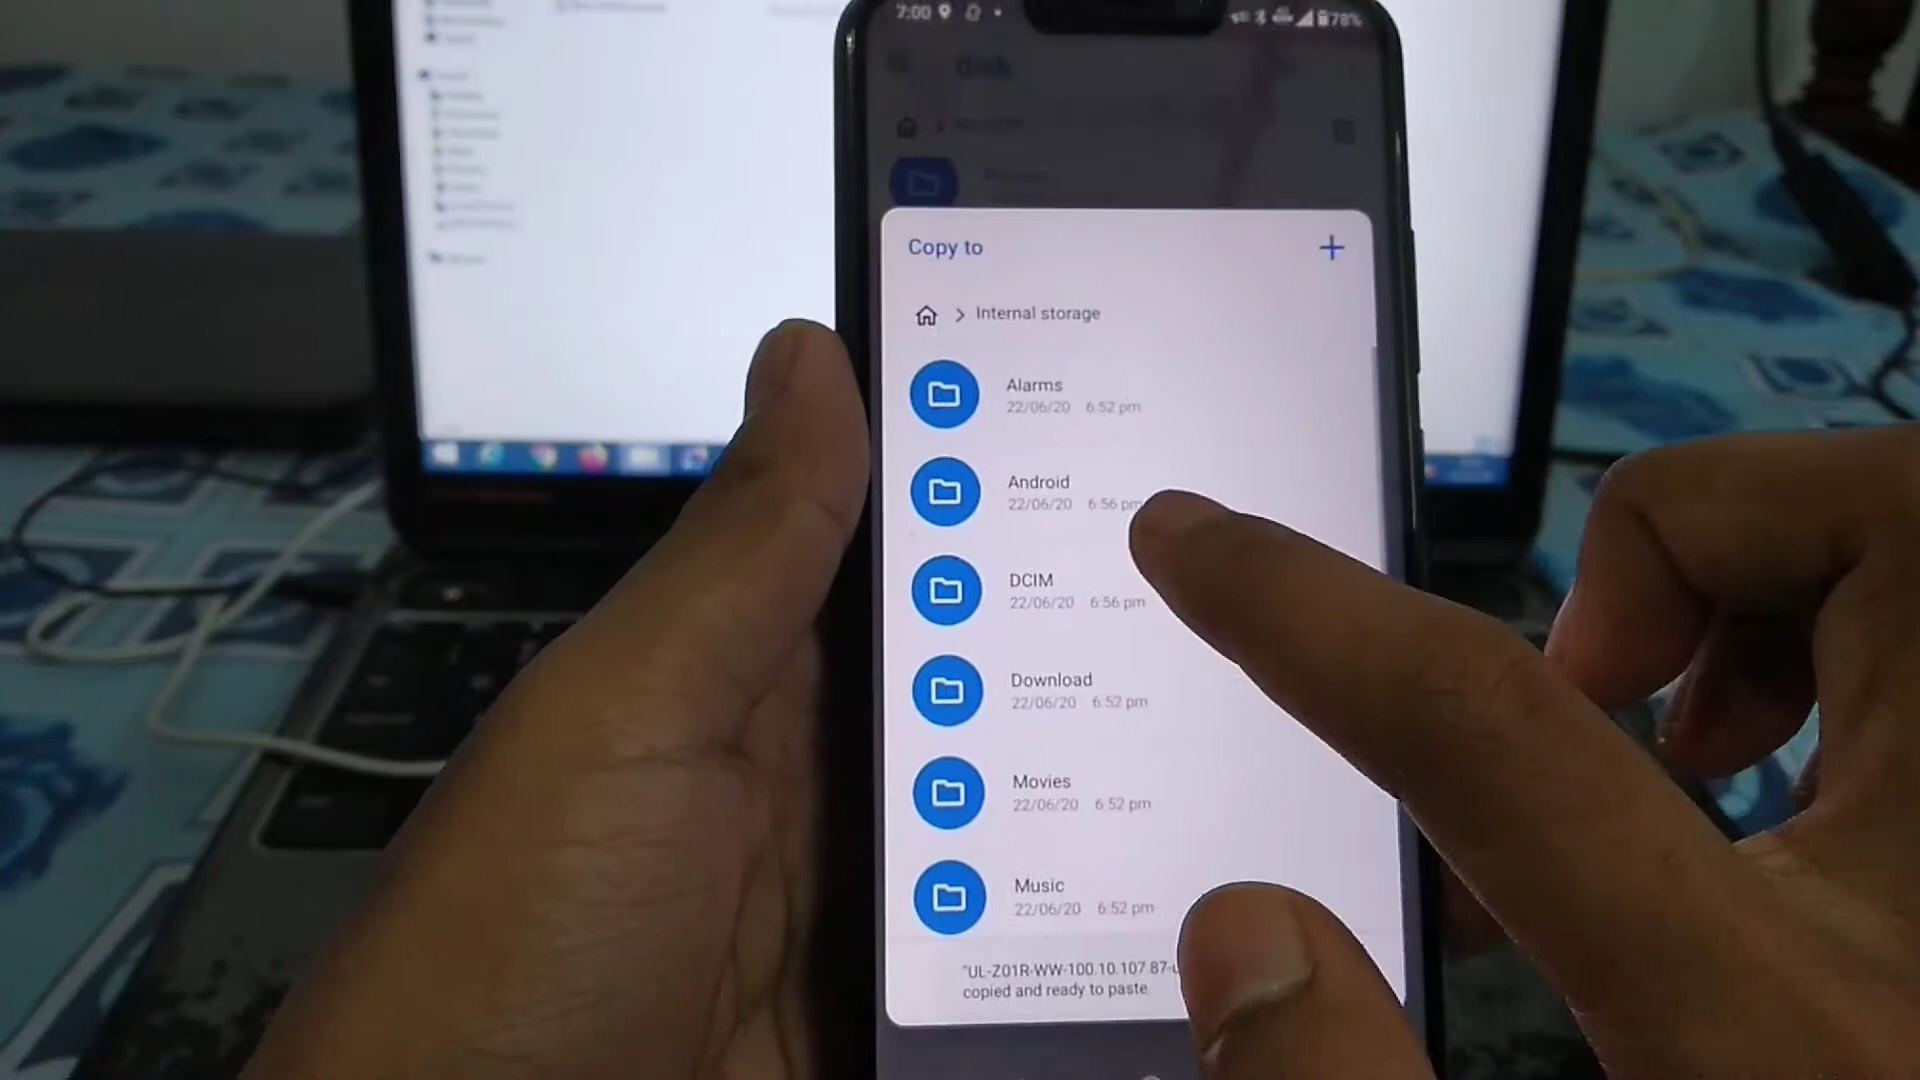 7:00
78%
disk
Copy to
Internal storage
Alarms
22/06/20 6:52 pm
Android
22/06/20 6:56 pm
DCIM
22/06/20 6:56 pm
Download
22/06/20 6:52 pm
Movies
22/06/20 6:52 pm
Music
22/06/20 6:52 pm
"UL-Z01R-WW-100.10.107.87-u
copied and ready to paste.